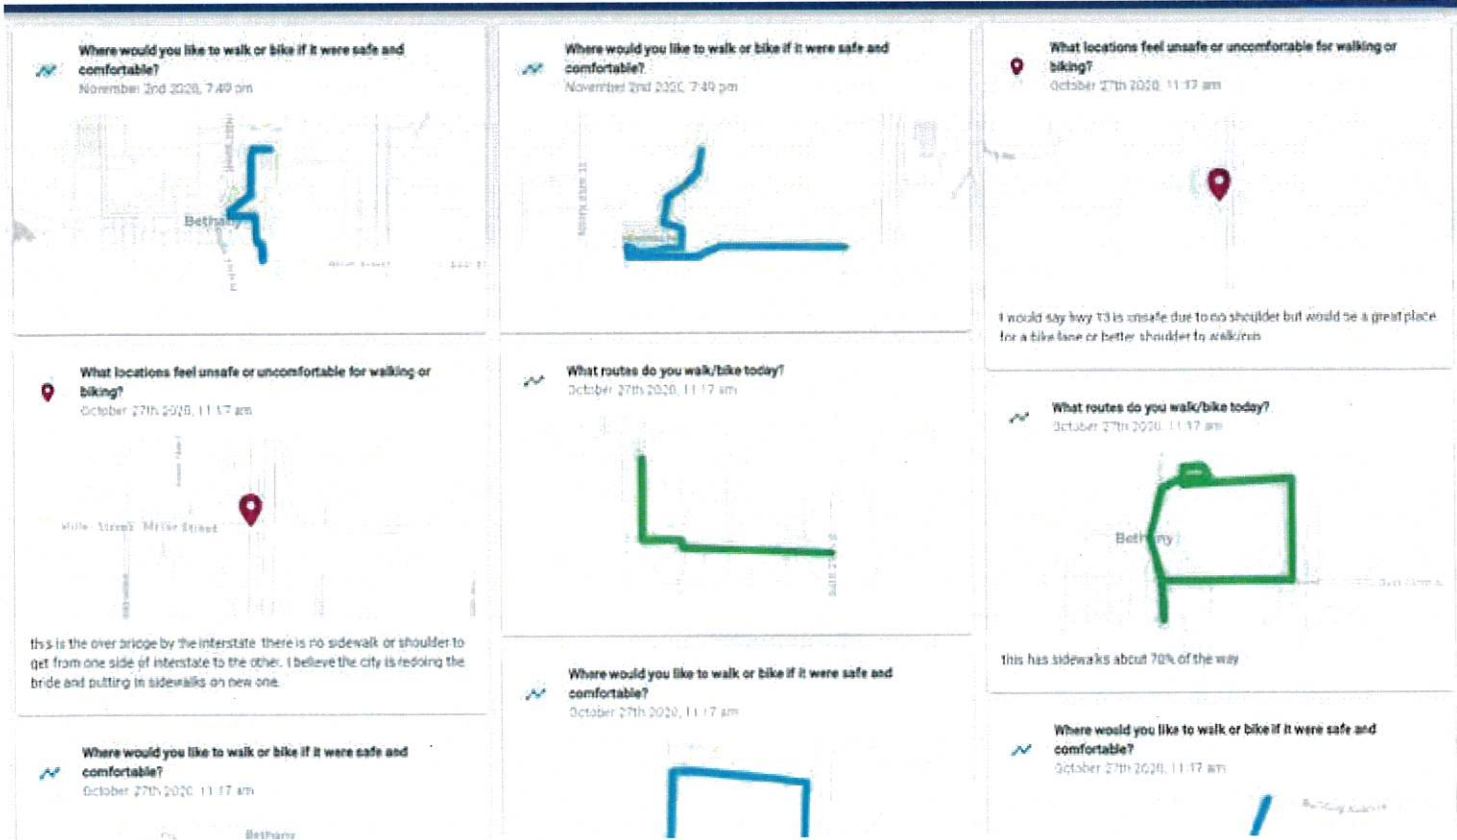 Where would you like to walk or bike if it were safe and
comfortable?
November 2nd 2020, 7:49 pm
Bethany
What locations feel unsafe or uncomfortable for walking or
biking?
October 27th 2020, 11:17 am
Miller Street
this is the over bridge by the interstate there is no sidewalk or shoulder to
get from one side of interstate to the other. I believe the city is redoing the
bride and putting in sidewalks on new one.
Where would you like to walk or bike if it were safe and
comfortable?
October 27th 2020, 11:17 am
Bethany
Where would you like to walk or bike if it were safe and
comfortable?
November 2nd 2020, 7:49 pm
What routes do you walk/bike today?
October 27th 2020, 11:17 am
Where would you like to walk or bike if it were safe and
comfortable?
October 27th 2020, 11:17 am
What locations feel unsafe or uncomfortable for walking or
biking?
October 27th 2020, 11:17 am
I would say hwy 13 is unsafe due to no shoulder but would be a great place
for a bike lane or better shoulder to walk/run
What routes do you walk/bike today?
October 27th 2020, 11:17 am
Bethany
this has sidewalks about 70% of the way
Where would you like to walk or bike if it were safe and
comfortable?
October 27th 2020, 11:17 am